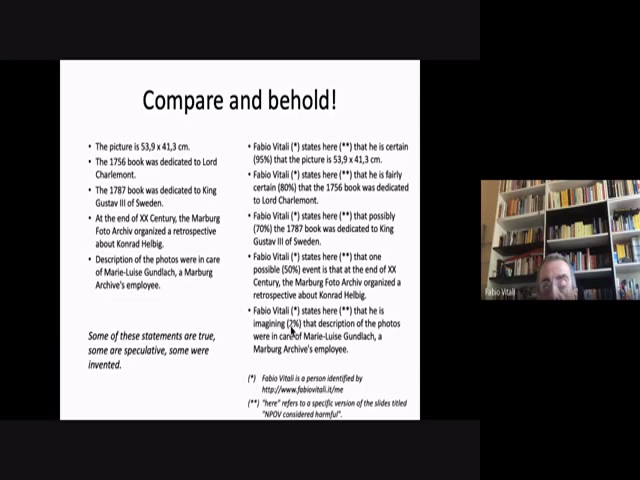 Compare and behold!
• The picture is 53,9 x 41,3 cm.
• The 1756 book was dedicated to Lord
Charlemont.
• The 1787 book was dedicated to King
Gustav III of Sweden.
• At the end of XX Century, the Marburg
Foto Archiv organized a retrospective
about Konrad Helbig.
• Description of the photos were in care
of Marie-Luise Gundlach, a Marburg
Archive's employee.
Some of these statements are true,
some are speculative, some were
invented.
• Fabio Vitali (*) states here (**) that he is certain
(95%) that the picture is 53,9 x 41,3 cm.
• Fabio Vitali (*) states here (**) that he is fairly
certain (80%) that the 1756 book was dedicated
to Lord Charlemont.
• Fabio Vitali (*) states here (**) that possibly
(70%) the 1787 book was dedicated to King
Gustav III of Sweden.
• Fabio Vitali (*) states here (**) that one
possible (50%) event is that at the end of XX
Century, the Marburg Foto Archiv organized a
retrospective about Konrad Helbig.
• Fabio Vitali (*) states here (**) that he is
imagining (2%) that description of the photos
were in care of Marie-Luise Gundlach, a
Marburg Archive's employee.
(*) Fabio Vitali is a person identified by
http://www.fabiovitali.it/me
(**) "here" refers to a specific version of the slides titled
"NPOV considered harmful".
Fabio Vitali